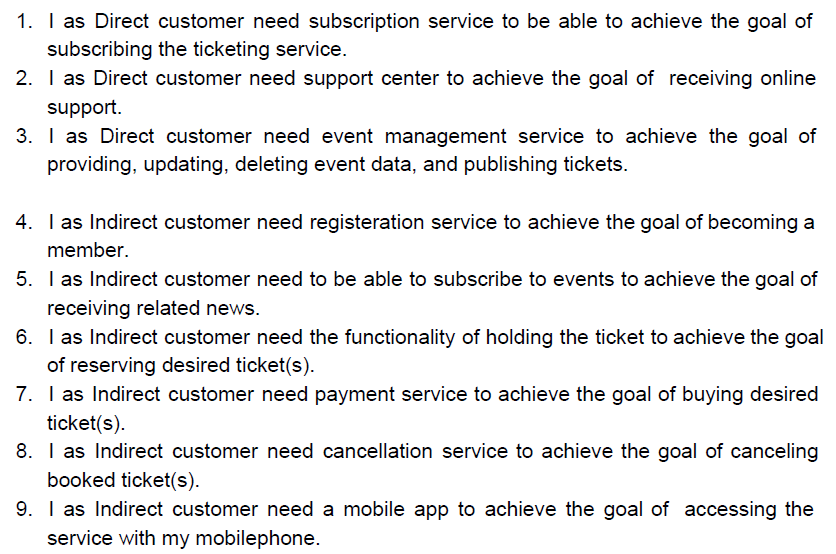 1. I as Direct customer need subscription service to be able to achieve the goal of
subscribing the ticketing service.
2. I as Direct customer need support center to achieve the goal of receiving online
support.
3. I as Direct customer need event management service to achieve the goal of
providing, updating, deleting event data, and publishing tickets.
4. I as Indirect customer need registeration service to achieve the goal of becoming a
member.
5. I as Indirect customer need to be able to subscribe to events to achieve the goal of
receiving related news.
6. I as Indirect customer need the functionality of holding the ticket to achieve the goal
of reserving desired ticket(s).
7. I as Indirect customer need payment service to achieve the goal of buying desired
ticket(s).
8. I as Indirect customer need cancellation service to achieve the goal of canceling
booked ticket(s).
9. I as Indirect customer need a mobile app to achieve the goal of accessing the
service with my mobilephone.